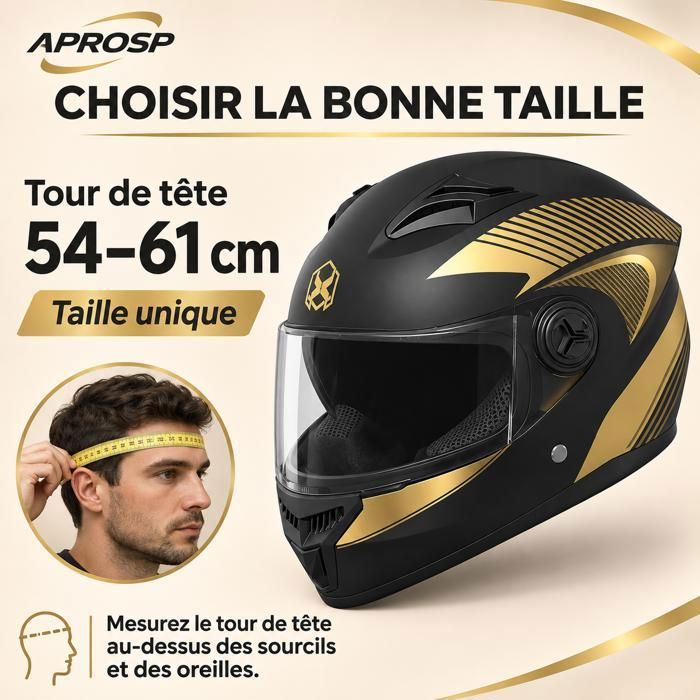 APROSP
CHOISIR LA BONNE TAILLE
Tour de tête
54–61 cm
Taille unique
Mesurez le tour de tête
au-dessus des sourcils
et des oreilles.